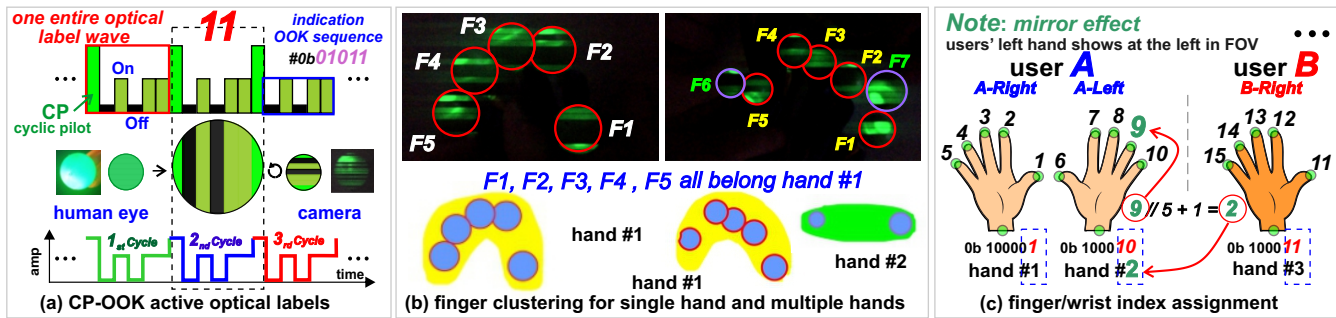 one entire optical
label wave
11
indication
OOK sequence
#0b01011
On
...
...
CP
cyclic pilot
Off
human eye
camera
1st Cycle
2nd Cycle
3rd Cycle
amp
...
...
time
(a) CP-OOK active optical labels
F3
F2
F4
F5
F1
F4
F3
F2
F7
F6
F5
F1
F1, F2, F3, F4 , F5 all belong hand #1
hand #1
hand #1
hand #2
(b) finger clustering for single hand and multiple hands
Note: mirror effect
users' left hand shows at the left in FOV
...
user A
user B
A-Right
A-Left
B-Right
3
2
4
5
1
7
8
9
6
10
13
12
14
15
11
9 // 5 + 1 = 2
0b 100001
0b 100010
0b 100011
hand #1
hand #2
hand #3
(c) finger/wrist index assignment